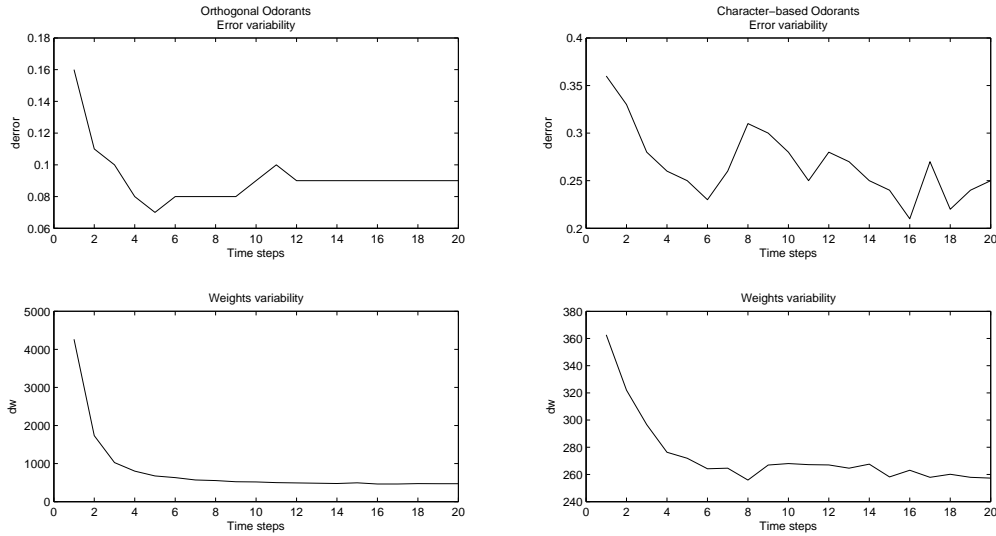 Orthogonal Odorants
Error variability
0.18
0.16
0.14
0.12
0.1
0.08
0.06
derror
0 2 4 6 8 10 12 14 16 18 20
Time steps
Character−based Odorants
Error variability
0.4
0.35
0.3
0.25
0.2
derror
0 2 4 6 8 10 12 14 16 18 20
Time steps
Weights variability
5000
4000
3000
2000
1000
0
dw
0 2 4 6 8 10 12 14 16 18 20
Time steps
Weights variability
380
360
340
320
300
280
260
240
dw
0 2 4 6 8 10 12 14 16 18 20
Time steps